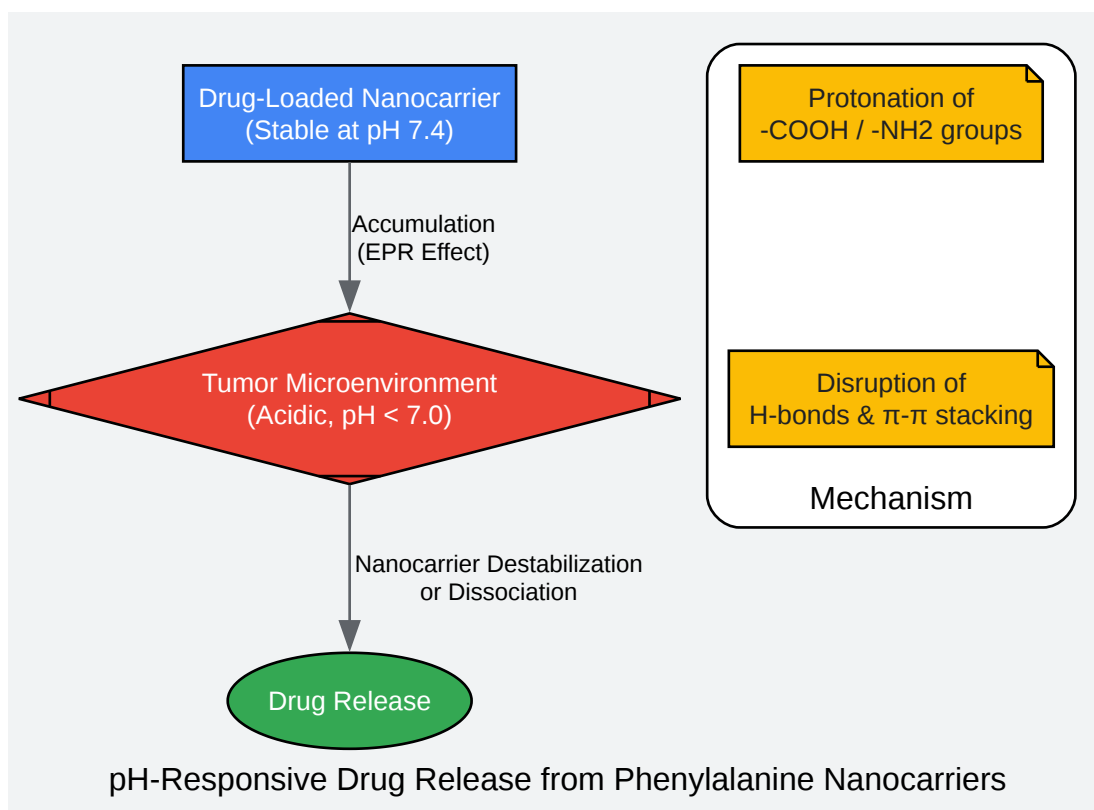 Drug-Loaded Nanocarrier
(Stable at pH 7.4)
Accumulation
(EPR Effect)
Tumor Microenvironment
(Acidic, pH < 7.0)
Nanocarrier Destabilization
or Dissociation
Drug Release
Protonation of
-COOH / -NH2 groups
Disruption of
H-bonds & π-π stacking
Mechanism
pH-Responsive Drug Release from Phenylalanine Nanocarriers